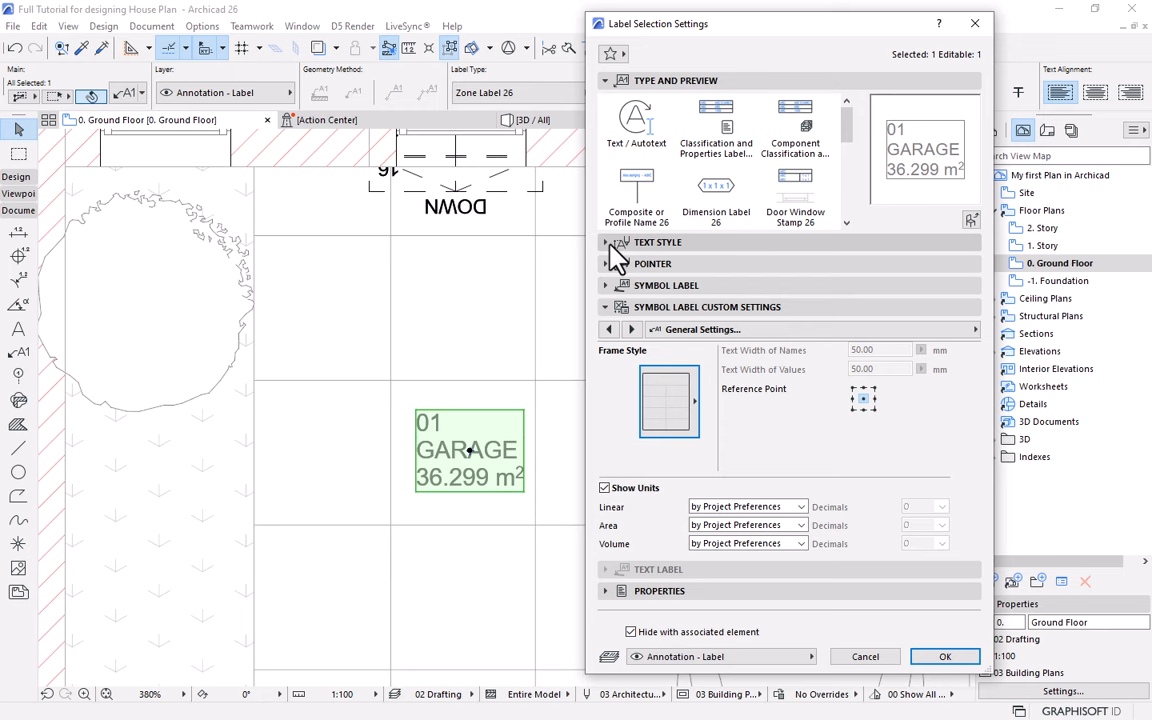 Full Tutorial for designing House Plan - Archicad 26
File Edit View Design Document Options Teamwork Window D5 Render LiveSync® Help
Main:
All Selected: 1
Layer:
Annotation - Label
Geometry Method:
Label Type:
Zone Label 26
Text Alignment:
0. Ground Floor [0. Ground Floor]
[Action Center]
[3D / All]
Design
Viewpoi
Docume
16
DOWN
01
GARAGE
36.299 m²
Label Selection Settings
Selected: 1 Editable: 1
TYPE AND PREVIEW
Text / Autotext
Classification and Properties Label...
Component Classification a...
Composite or Profile Name 26
Dimension Label 26
Door Window Stamp 26
01
GARAGE
36.299 m²
TEXT STYLE
POINTER
SYMBOL LABEL
SYMBOL LABEL CUSTOM SETTINGS
General Settings...
Frame Style
Text Width of Names 50.00 mm
Text Width of Values 50.00 mm
Reference Point
Show Units
Linear by Project Preferences Decimals 0
Area by Project Preferences Decimals 0
Volume by Project Preferences Decimals 0
TEXT LABEL
PROPERTIES
Hide with associated element
Annotation - Label
Cancel
OK
rch View Map
My first Plan in Archicad
Site
Floor Plans
2. Story
1. Story
0. Ground Floor
-1. Foundation
Ceiling Plans
Structural Plans
Sections
Elevations
Interior Elevations
Worksheets
Details
3D Documents
3D
Indexes
Properties
0. Ground Floor
02 Drafting
1:100
03 Building Plans
Settings...
380%
0°
1:100
02 Drafting
Entire Model
03 Architectu...
03 Building P...
No Overrides
00 Show All ...
GRAPHISOFT ID